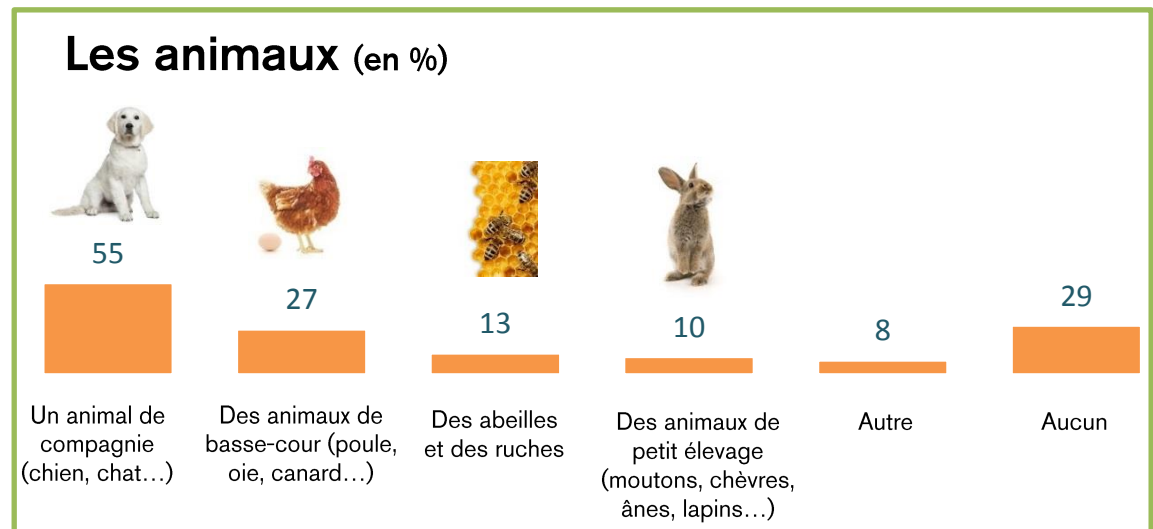 Les animaux (en %)
55
27
13
10
8
29
Un animal de
compagnie
(chien, chat…)
Des animaux de
basse-cour (poule,
oie, canard…)
Des abeilles
et des ruches
Des animaux de
petit élevage
(moutons, chèvres,
ânes, lapins…)
Autre
Aucun